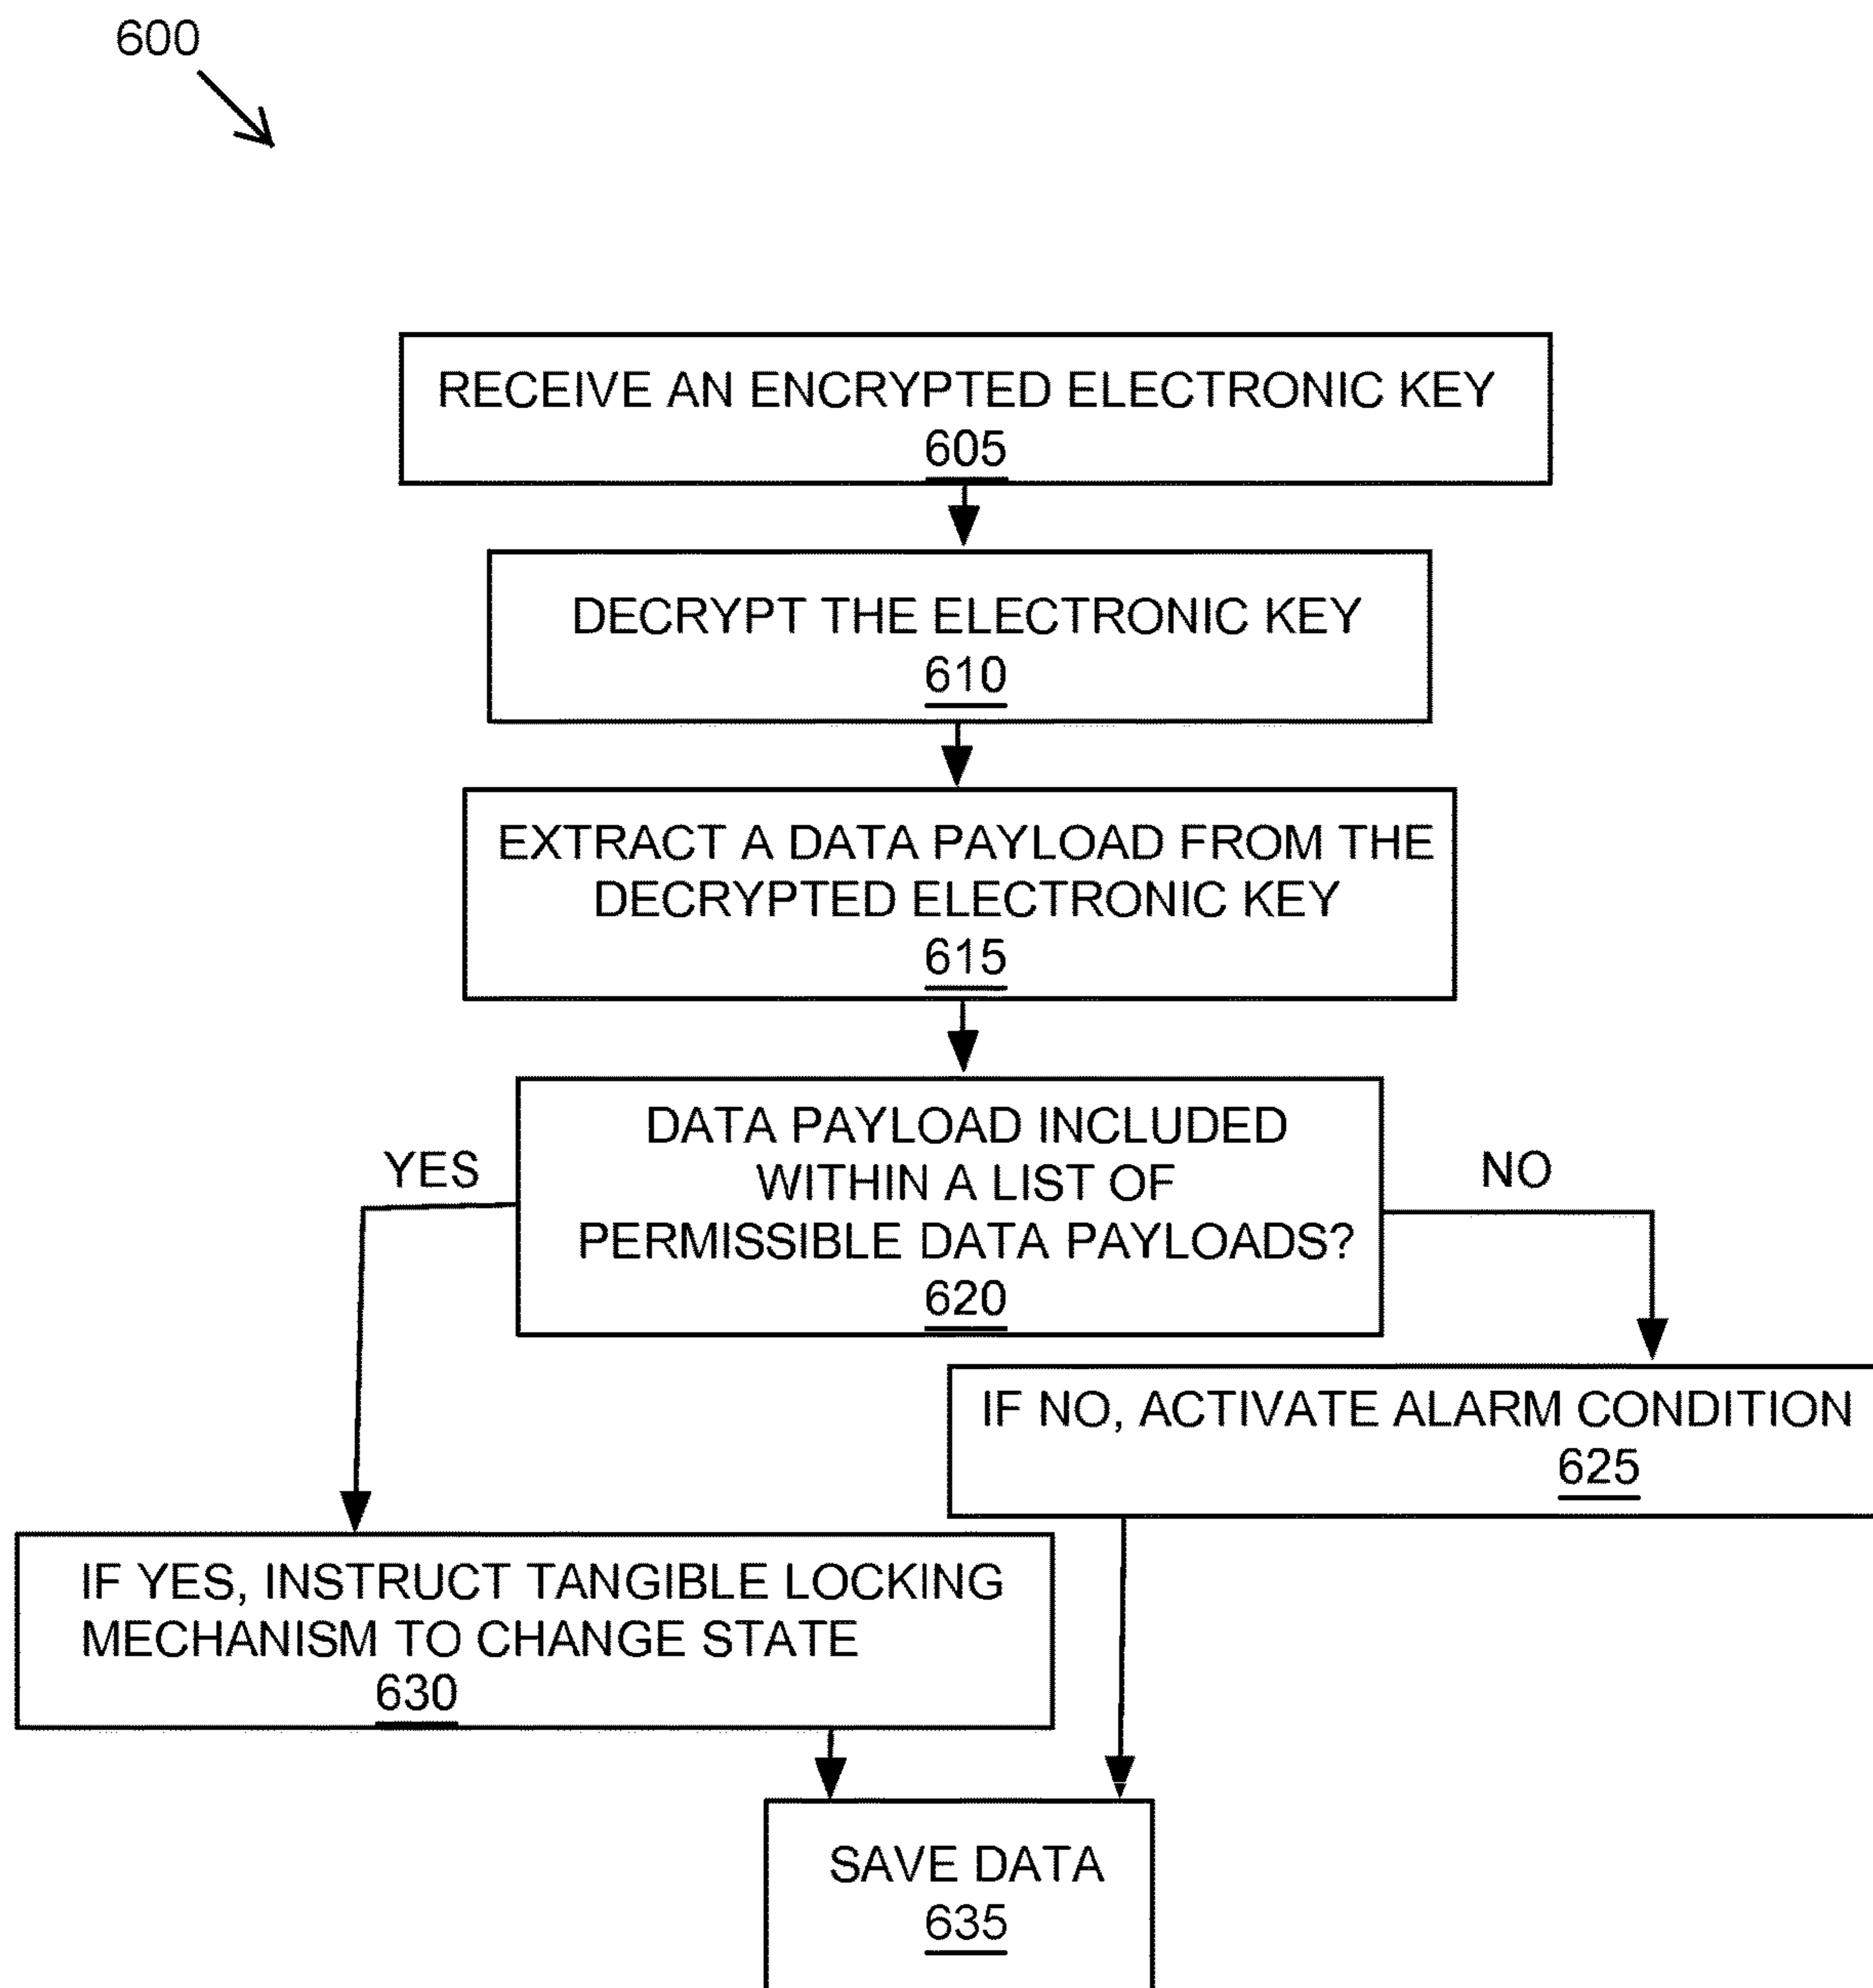 600
RECEIVE AN ENCRYPTED ELECTRONIC KEY
605
DECRYPT THE ELECTRONIC KEY
610
EXTRACT A DATA PAYLOAD FROM THE
DECRYPTED ELECTRONIC KEY
615
DATA PAYLOAD INCLUDED
WITHIN A LIST OF
PERMISSIBLE DATA PAYLOADS?
620
YES
NO
IF NO, ACTIVATE ALARM CONDITION
625
IF YES, INSTRUCT TANGIBLE LOCKING
MECHANISM TO CHANGE STATE
630
SAVE DATA
635